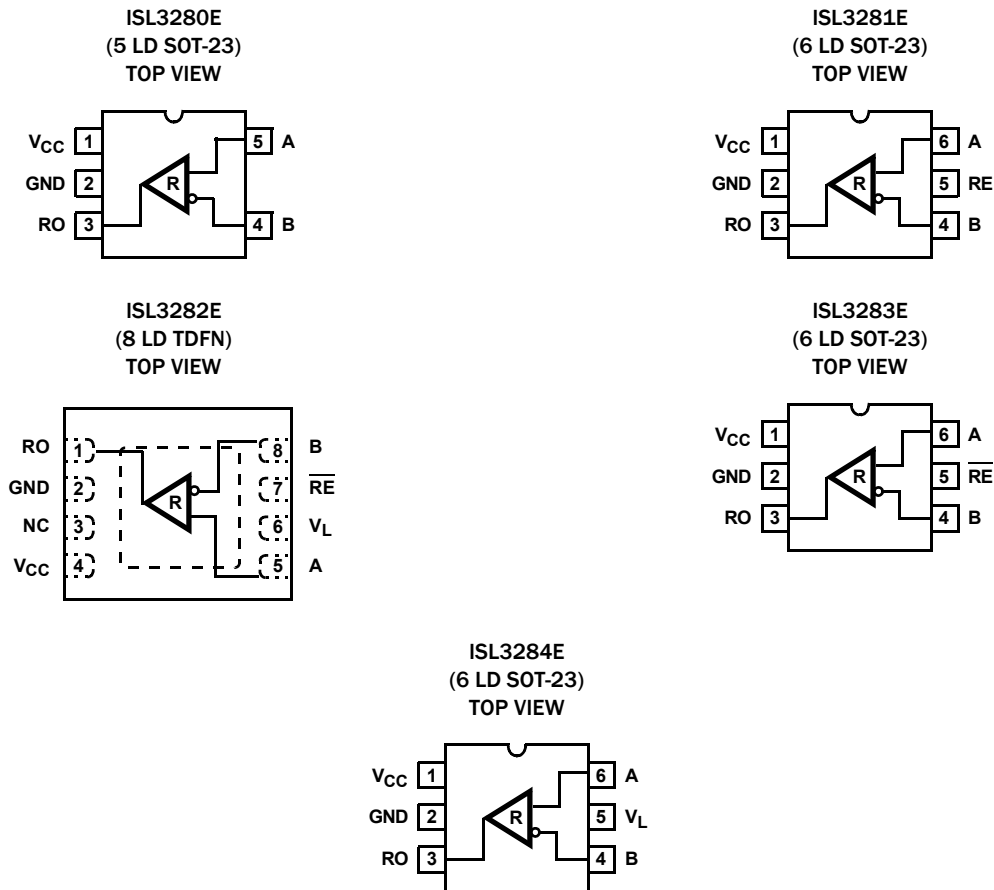 ISL3280E
(5 LD SOT-23)
TOP VIEW
VCC 1
5 A
GND 2
R
RO 3
4 B
ISL3281E
(6 LD SOT-23)
TOP VIEW
VCC 1
6 A
GND 2
R
5 RE
RO 3
4 B
ISL3282E
(8 LD TDFN)
TOP VIEW
RO 1
8 B
GND 2
R
7 R̅E̅
NC 3
6 VL
VCC 4
5 A
ISL3283E
(6 LD SOT-23)
TOP VIEW
VCC 1
6 A
GND 2
R
5 R̅E̅
RO 3
4 B
ISL3284E
(6 LD SOT-23)
TOP VIEW
VCC 1
6 A
GND 2
R
5 VL
RO 3
4 B